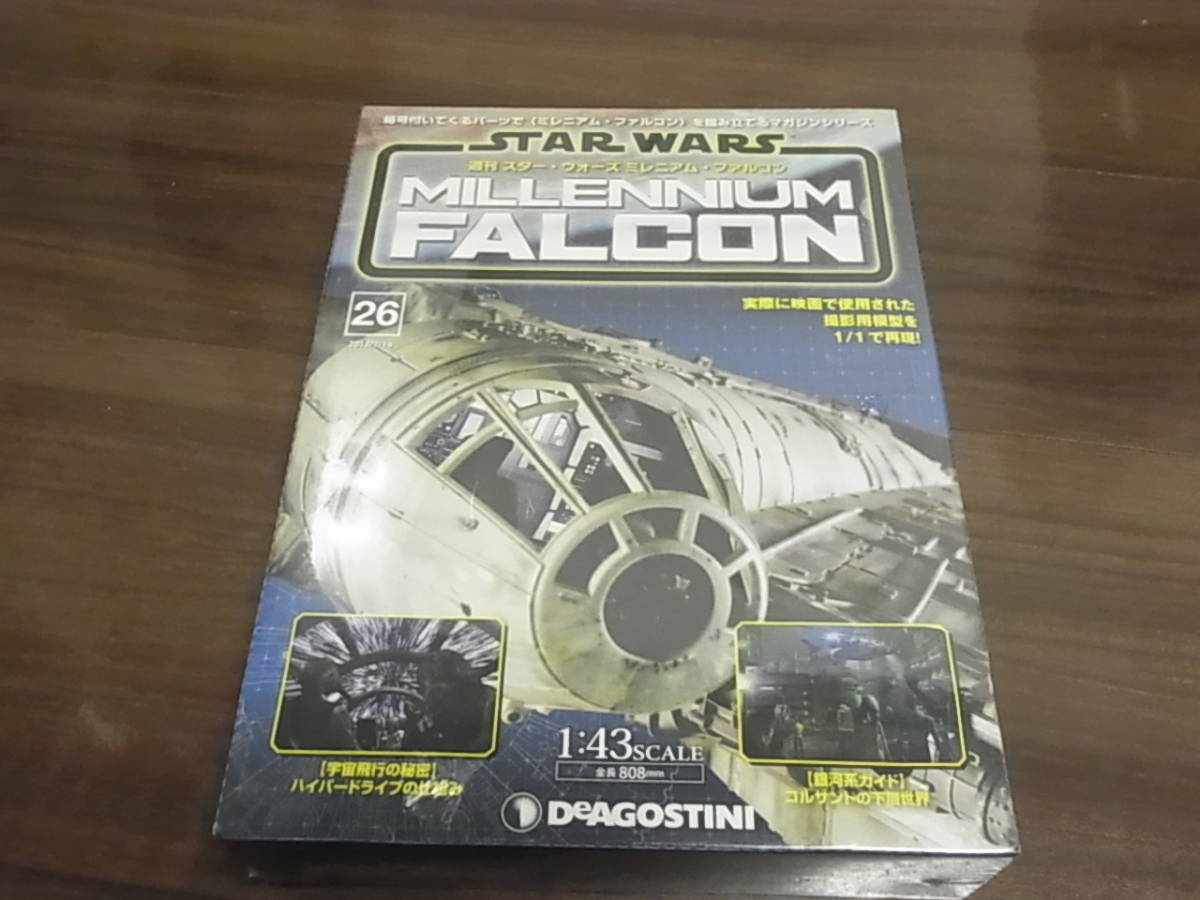 毎号付いてくるパーツで〈ミレニアム・ファルコン〉を組み立てるマガジンシリーズ
STAR WARS
週刊 スター・ウォーズ ミレニアム・ファルコン
MILLENNIUM
FALCON
26
実際に映画で使用された
撮影用模型を
1/1で再現!
1:43 SCALE
全長 808mm
【宇宙飛行の秘密】
ハイパードライブの仕組み
【銀河系ガイド】
コルサントの下層世界
DeAGOSTINI